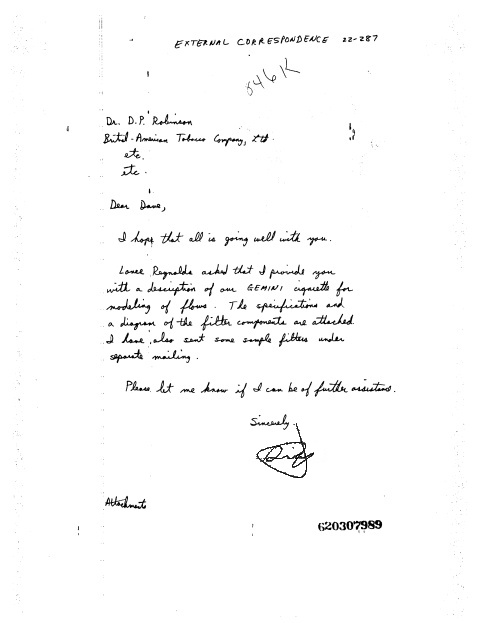 EXTERNAL CORRESPONDENCE 22-287
046K
Dr. D.P. Robinson
British-American Tobacco Company, Ltd.
etc.
etc.
Dear Dave,
I hope that all is going well with you.
Lance Reynolds asked that I provide you
with a description of our GEMINI cigarette for
modeling of flows. The specifications and
a diagram of the filter components are attached.
I have also sent some sample filters under
separate mailing.
Please let me know if I can be of further assistance.
Sincerely,
Attachments
620307989